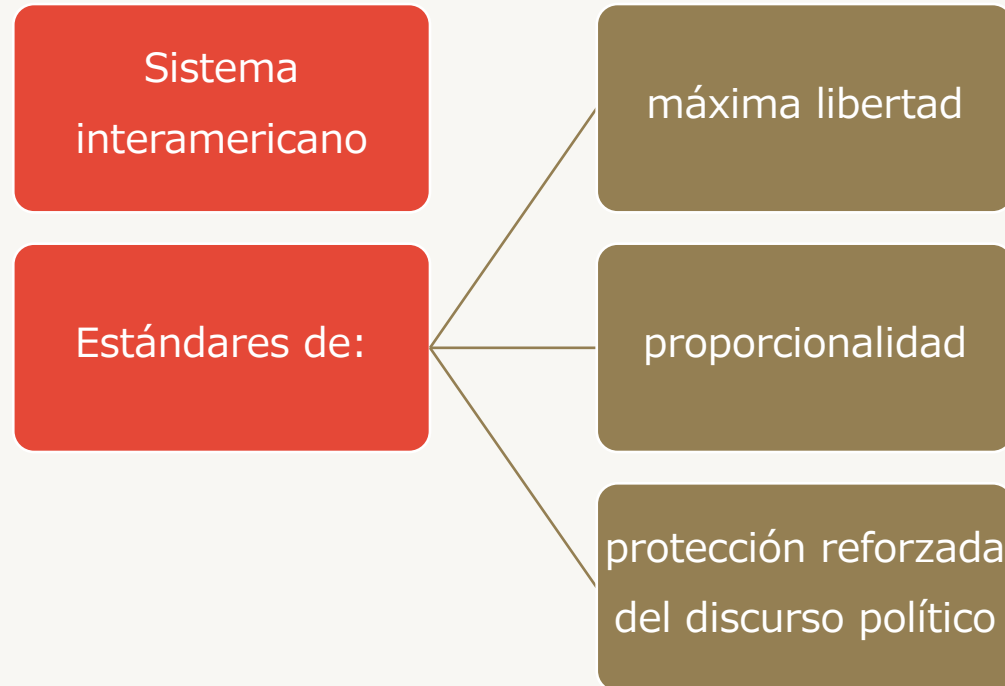 Sistema
interamericano
Estándares de:
máxima libertad
proporcionalidad
protección reforzada
del discurso político